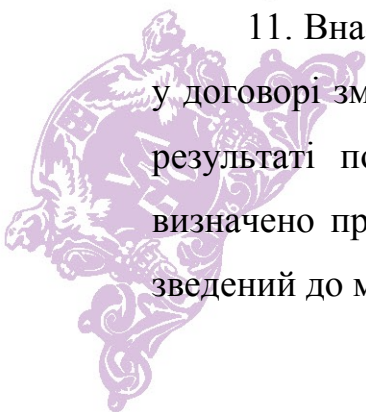 11. Вна
у договорі зм
результаті по
визначено пр
зведений до м